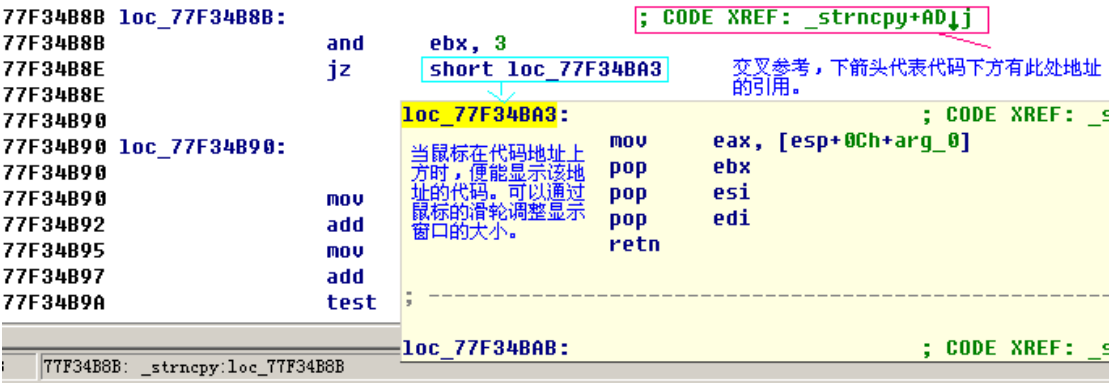 77F34B8B loc_77F34B8B: ; CODE XREF: _strncpy+AD↓j
77F34B8B and ebx, 3
77F34B8E jz short loc_77F34BA3
交叉参考，下箭头代表代码下方有此处地址
的引用。
77F34B8E
77F34B90
77F34B90 loc_77F34B90:
77F34B90
77F34B90 mov
77F34B92 add
77F34B95 mov
77F34B97 add
77F34B9A test
loc_77F34BA3: ; CODE XREF: _s
mov eax, [esp+0Ch+arg_0]
pop ebx
pop esi
pop edi
retn
当鼠标在代码地址上
方时，便能显示该地
址的代码。可以通过
鼠标的滑轮调整显示
窗口的大小。
; ---------------------------------------------------------
loc_77F34BAB: ; CODE XREF: _s
77F34B8B: _strncpy:loc_77F34B8B